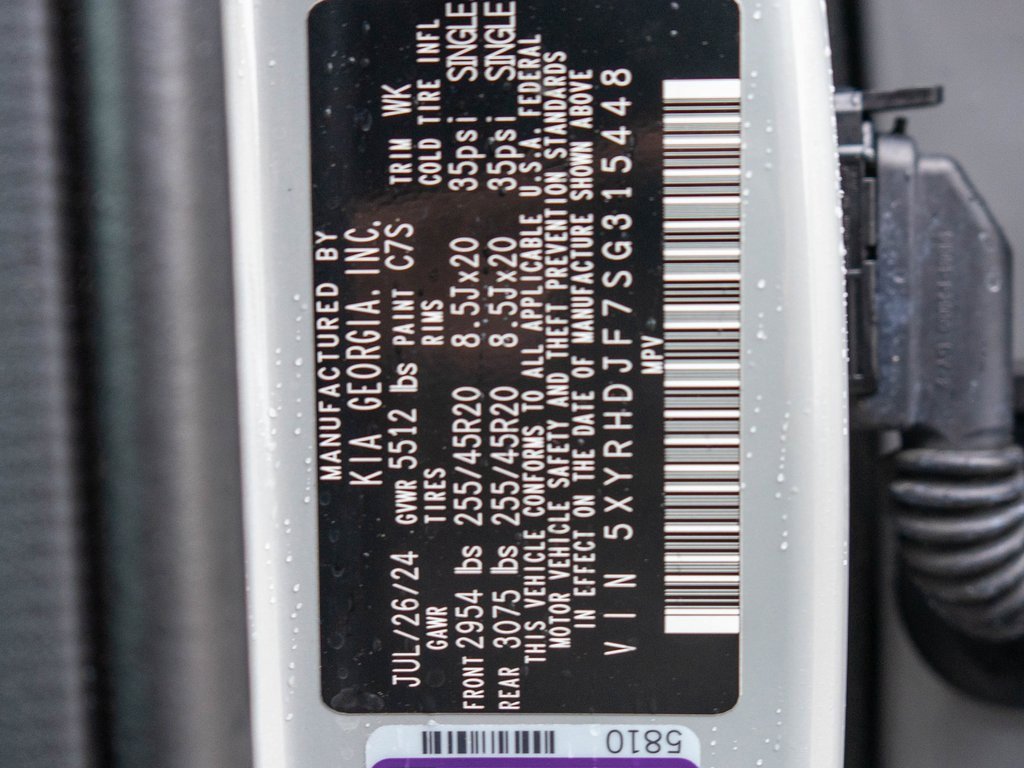 MANUFACTURED BY
KIA GEORGIA. INC.
JUL/26/24 GVWR 5512 lbs PAINT C7S TRIM WK
GAWR TIRES RIMS COLD TIRE INFL
FRONT 2954 lbs 255/45R20 8.5Jx20 35psi SINGLE
REAR 3075 lbs 255/45R20 8.5Jx20 35psi SINGLE
THIS VEHICLE CONFORMS TO ALL APPLICABLE U.S.A. FEDERAL
MOTOR VEHICLE SAFETY AND THEFT PREVENTION STANDARDS
IN EFFECT ON THE DATE OF MANUFACTURE SHOWN ABOVE
VIN 5XYRHDJF7SG315448
MPV
5810